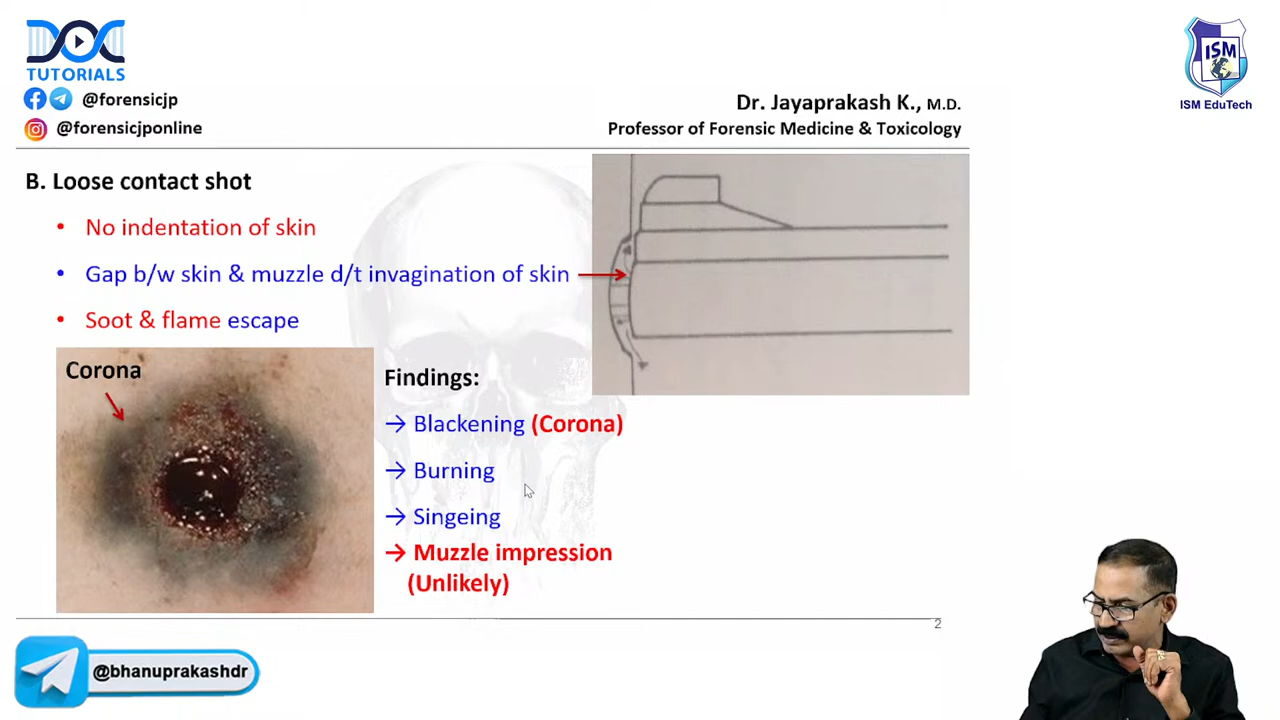 DOC
TUTORIALS
@forensicjp
@forensicjponline
Dr. Jayaprakash K., M.D.
Professor of Forensic Medicine & Toxicology
ISM
ISM EduTech
B. Loose contact shot
• No indentation of skin
• Gap b/w skin & muzzle d/t invagination of skin
• Soot & flame escape
Corona
Findings:
→ Blackening (Corona)
→ Burning
→ Singeing
→ Muzzle impression
(Unlikely)
2
@bhanuprakashdr